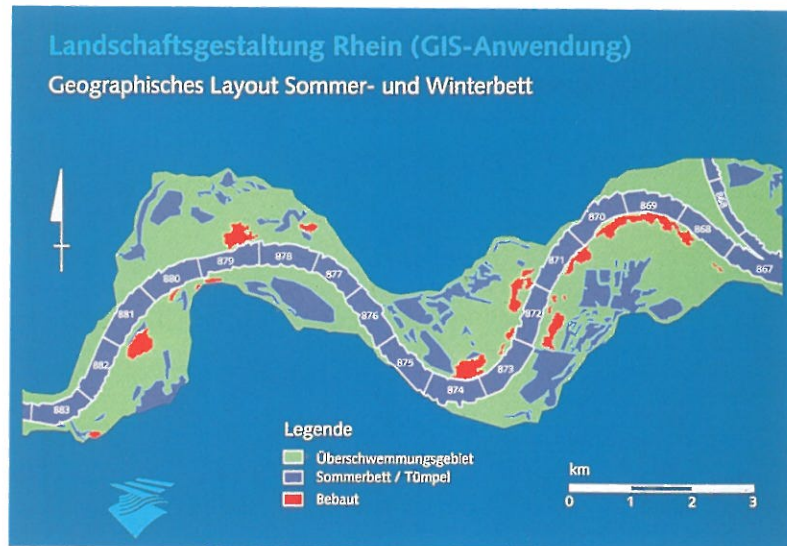 Landschaftsgestaltung Rhein (GIS-Anwendung)
Geographisches Layout Sommer- und Winterbett
870
869
868
868
867
871
881
880
879
878
877
872
876
882
875
873
874
883
Legende
Überschwemmungsgebiet
Sommerbett / Tümpel
Bebaut
km
0 1 2 3